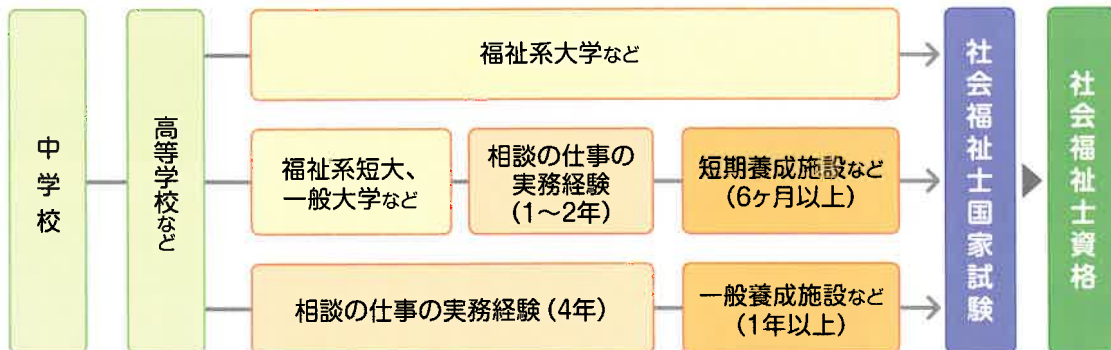 中学校
高等学校など
福祉系大学など
福祉系短大、
一般大学など
相談の仕事の
実務経験
(1〜2年)
短期養成施設など
(6ヶ月以上)
相談の仕事の実務経験(4年)
一般養成施設など
(1年以上)
社会福祉士国家試験
社会福祉士資格